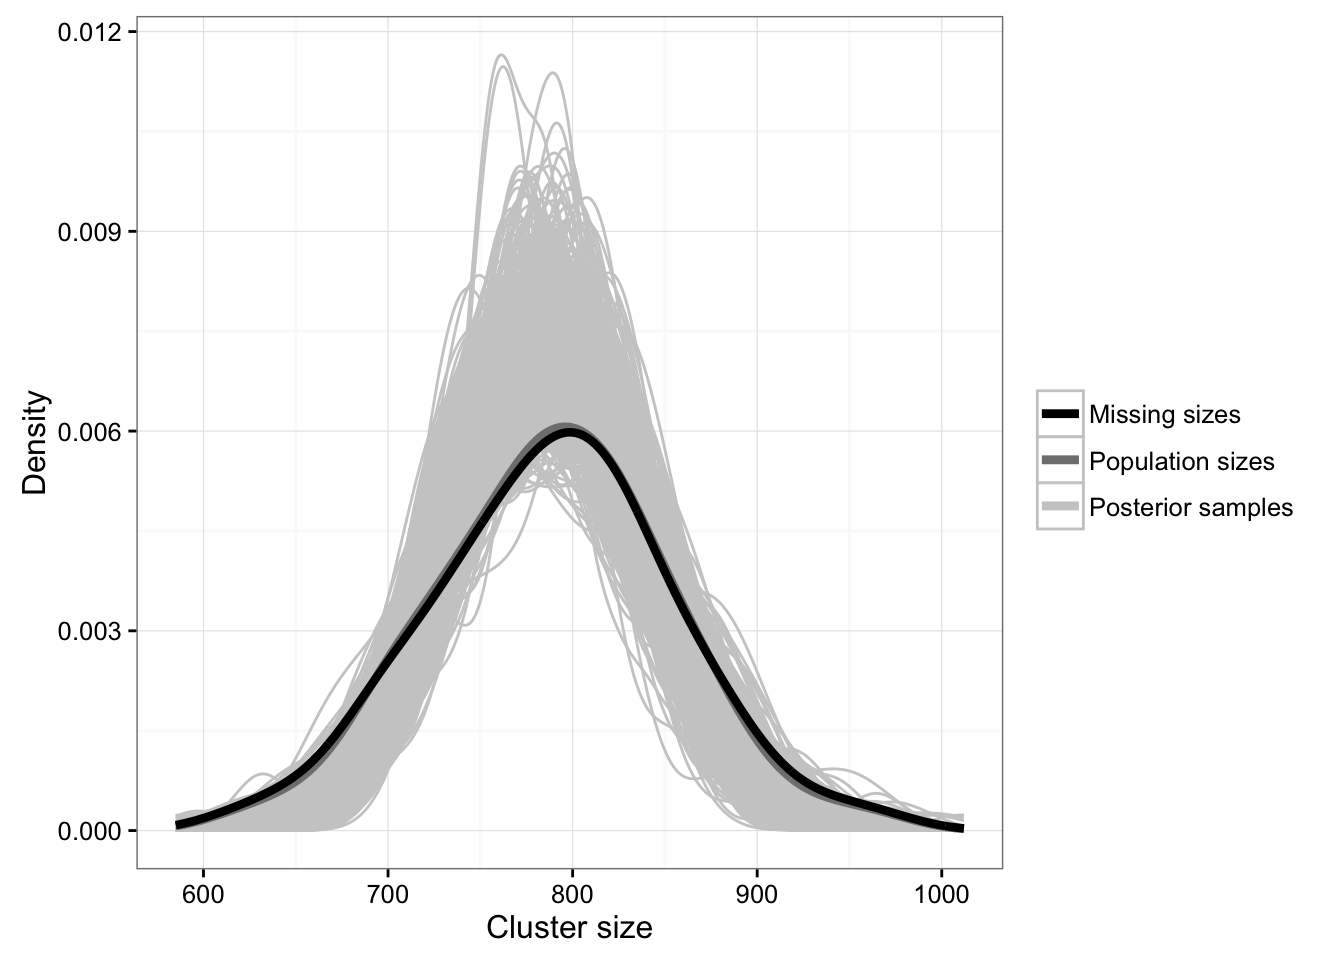 0.012
0.009
0.006
0.003
0.000
Density
600 700 800 900 1000
Cluster size
Missing sizes
Population sizes
Posterior samples